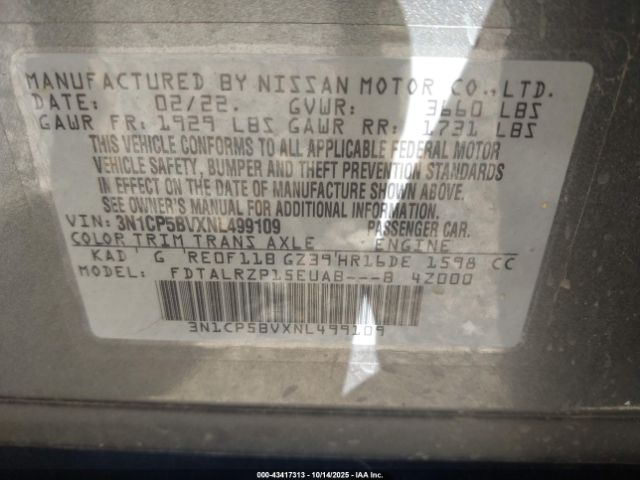 MANUFACTURED BY NISSAN MOTOR CO., LTD.
DATE: 02/22. GVWR: 3660 LBS
GAWR FR: 1929 LBS GAWR RR: 1731 LBS
THIS VEHICLE CONFORMS TO ALL APPLICABLE FEDERAL MOTOR
VEHICLE SAFETY, BUMPER AND THEFT PREVENTION STANDARDS
IN EFFECT ON THE DATE OF MANUFACTURE SHOWN ABOVE.
SEE OWNER'S MANUAL FOR ADDITIONAL INFORMATION.
VIN: 3N1CP5BVXNL499109 PASSENGER CAR.
COLOR TRIM TRANS AXLE ENGINE
KAD G RE0F11B GZ39 HR16DE 1598 CC
MODEL: FDTALRZP15EUAB---B 4Z000
3N1CP5BVXNL499109
000-43417313 - 10/14/2025 - COPART.COM